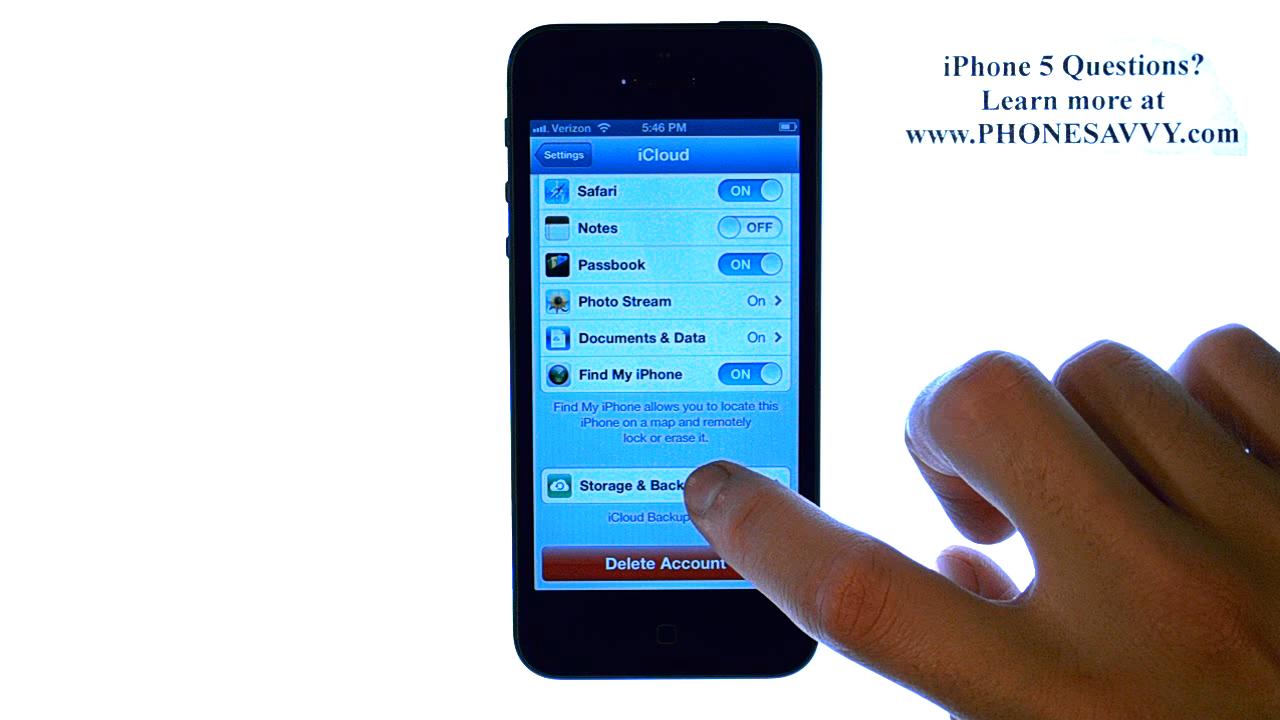 iPhone 5 Questions?
Learn more at
www.PHONESAVVY.com
Verizon 5:46 PM
Settings iCloud
Safari ON
Notes OFF
Passbook ON
Photo Stream On
Documents & Data On
Find My iPhone ON
Find My iPhone allows you to locate this
iPhone on a map and remotely
lock or erase it.
Storage &
iCloud Backup
Delete Account